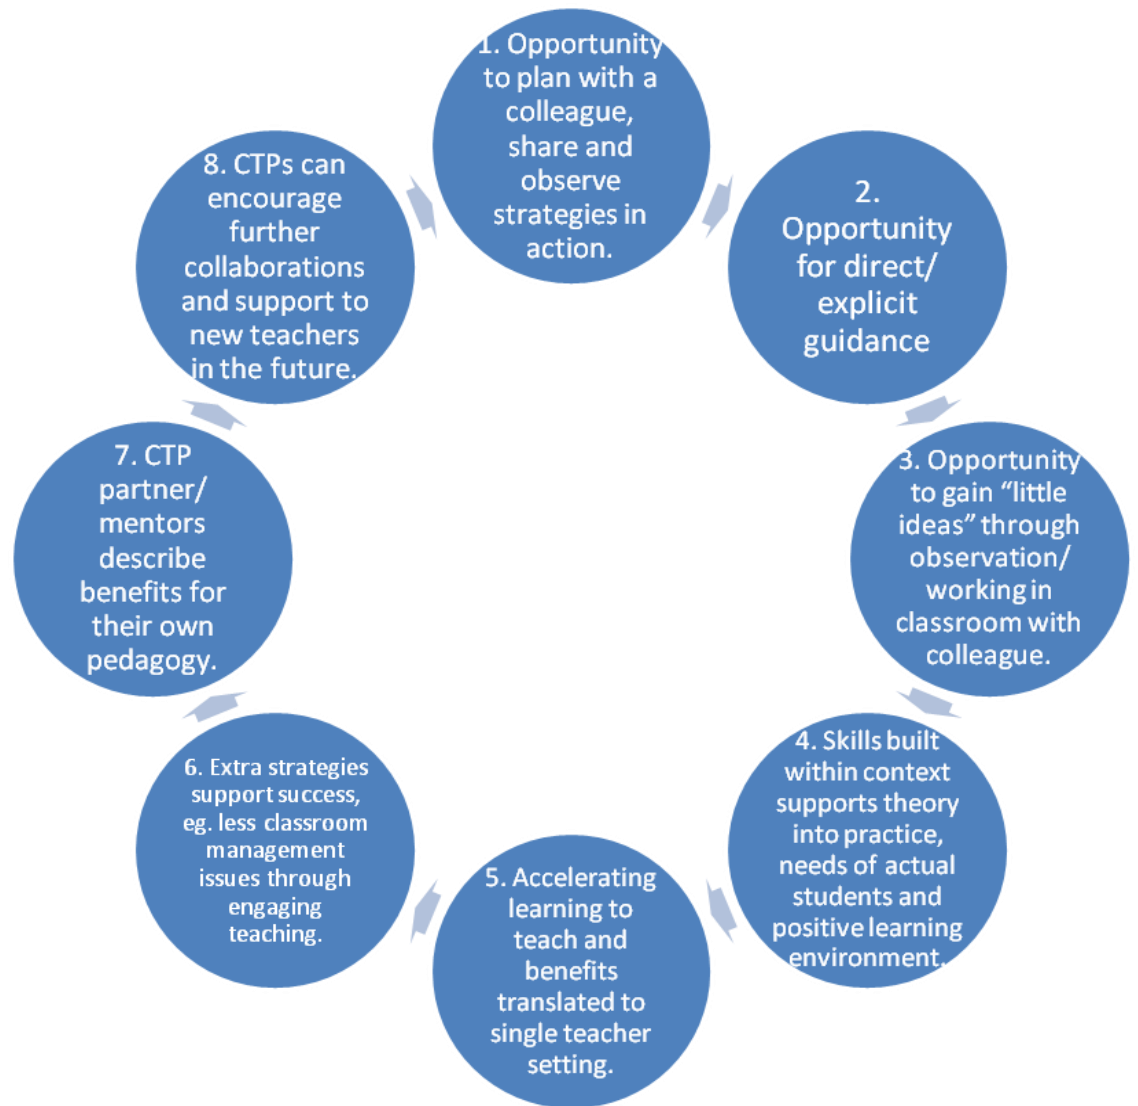 1. Opportunity
to plan with a
colleague,
share and
observe
strategies in
action.
2.
Opportunity
for direct/
explicit
guidance
3. Opportunity
to gain “little
ideas” through
observation/
working in
classroom with
colleague.
4. Skills built
within context
supports theory
into practice,
needs of actual
students and
positive learning
environment.
5. Accelerating
learning to
teach and
benefits
translated to
single teacher
setting.
6. Extra strategies
support success,
eg. less classroom
management
issues through
engaging
teaching.
7. CTP
partner/
mentors
describe
benefits for
their own
pedagogy.
8. CTPs can
encourage
further
collaborations
and support to
new teachers
in the future.